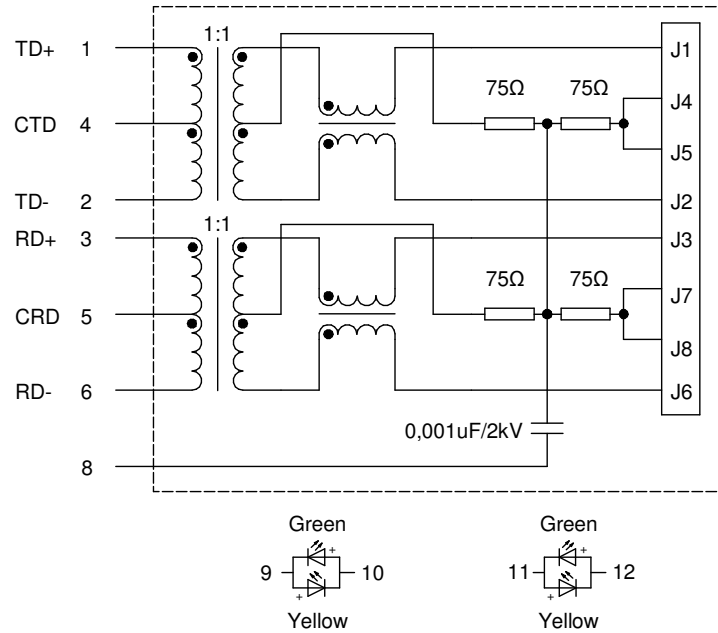 TD+ 1
1:1
J1
75Ω 75Ω
J4
CTD 4
J5
TD- 2
J2
1:1
RD+ 3
J3
75Ω 75Ω
J7
CRD 5
J8
RD- 6
J6
0,001uF/2kV
8
Green
Green
+
+
9
10
11
12
+
+
Yellow
Yellow